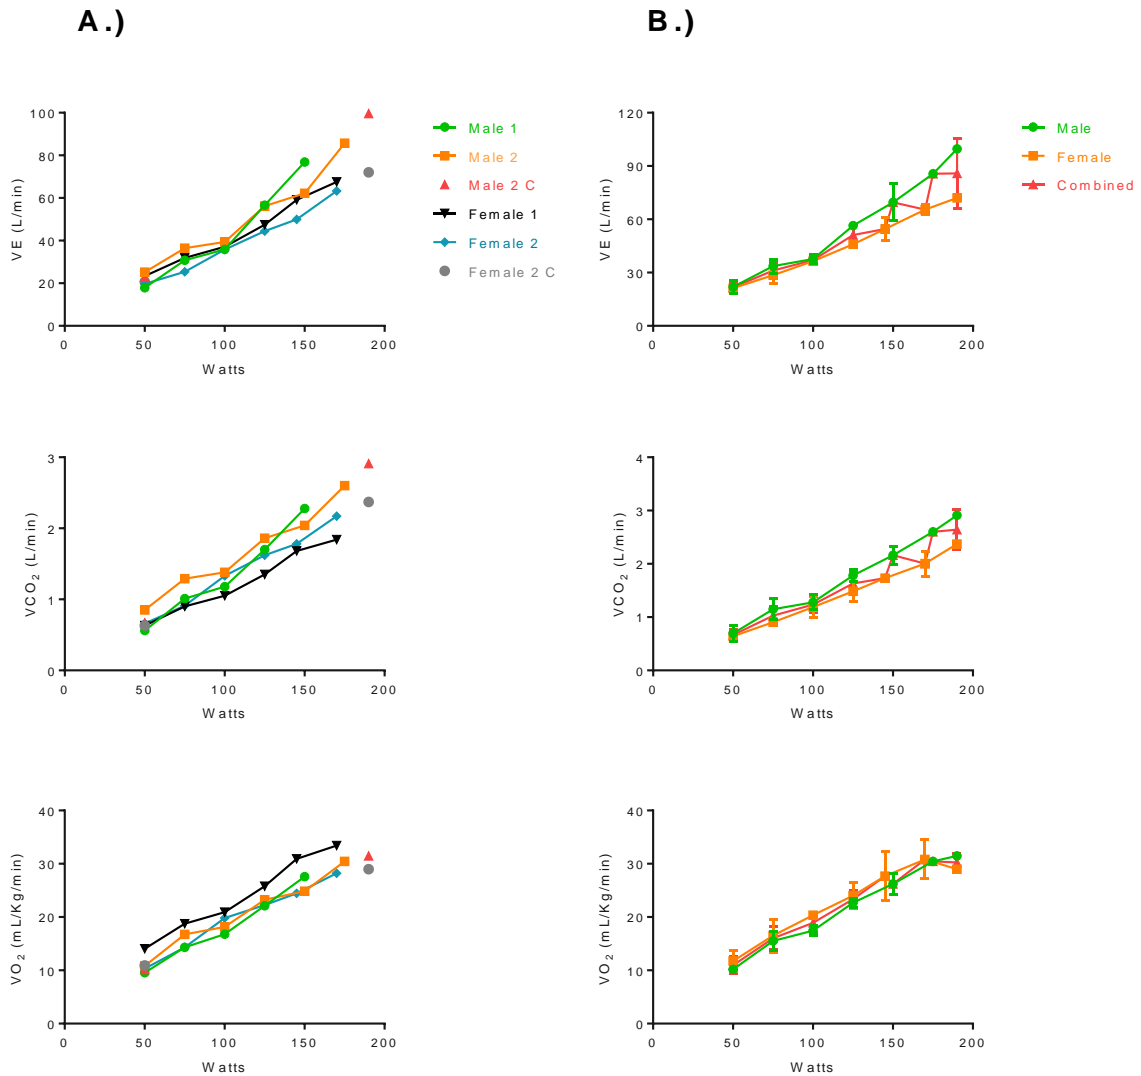 A.)
B.)
VE (L/min)
100
80
60
40
20
0
0 50 100 150 200
Watts
Male 1
Male 2
Male 2 C
Female 1
Female 2
Female 2 C
VE (L/min)
120
90
60
30
0
0 50 100 150 200
Watts
Male
Female
Combined
VCO2 (L/min)
3
2
1
0
0 50 100 150 200
Watts
VCO2 (L/min)
4
3
2
1
0
0 50 100 150 200
Watts
VO2 (mL/Kg/min)
40
30
20
10
0
0 50 100 150 200
Watts
VO2 (mL/Kg/min)
40
30
20
10
0
0 50 100 150 200
Watts